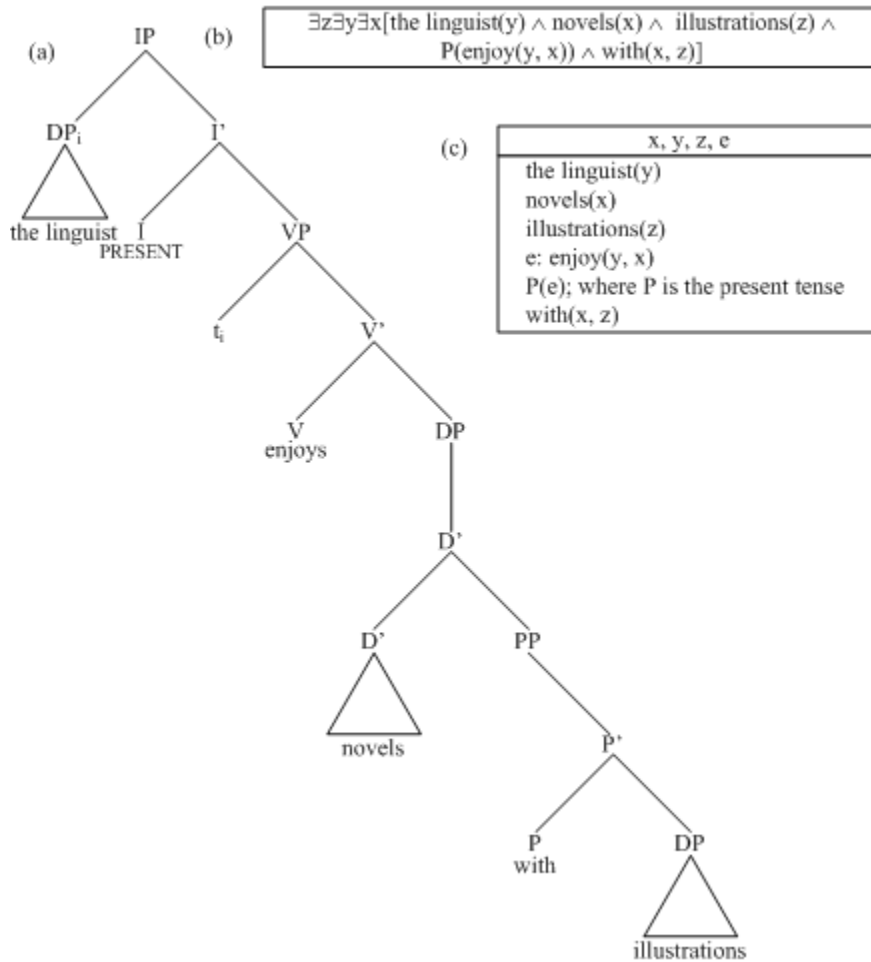 (a)
IP
(b)
∃z∃y∃x[the linguist(y) ∧ novels(x) ∧ illustrations(z) ∧
P(enjoy(y, x)) ∧ with(x, z)]
DPᵢ
I’
(c)
x, y, z, e
the linguist(y)
novels(x)
illustrations(z)
e: enjoy(y, x)
P(e); where P is the present tense
with(x, z)
the linguist
I
PRESENT
VP
tᵢ
V’
V
enjoys
DP
D’
D’
novels
PP
P’
P
with
DP
illustrations